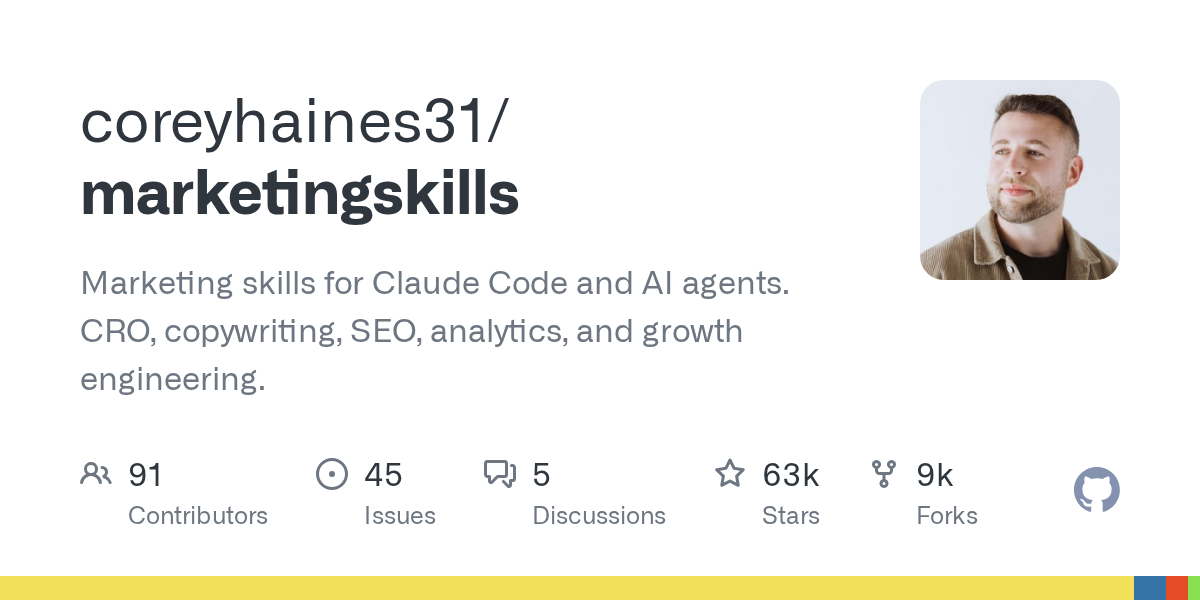 coreyhaines31/
marketingskills
Marketing skills for Claude Code and AI agents.
CRO, copywriting, SEO, analytics, and growth
engineering.
91
Contributors
45
Issues
5
Discussions
63k
Stars
9k
Forks